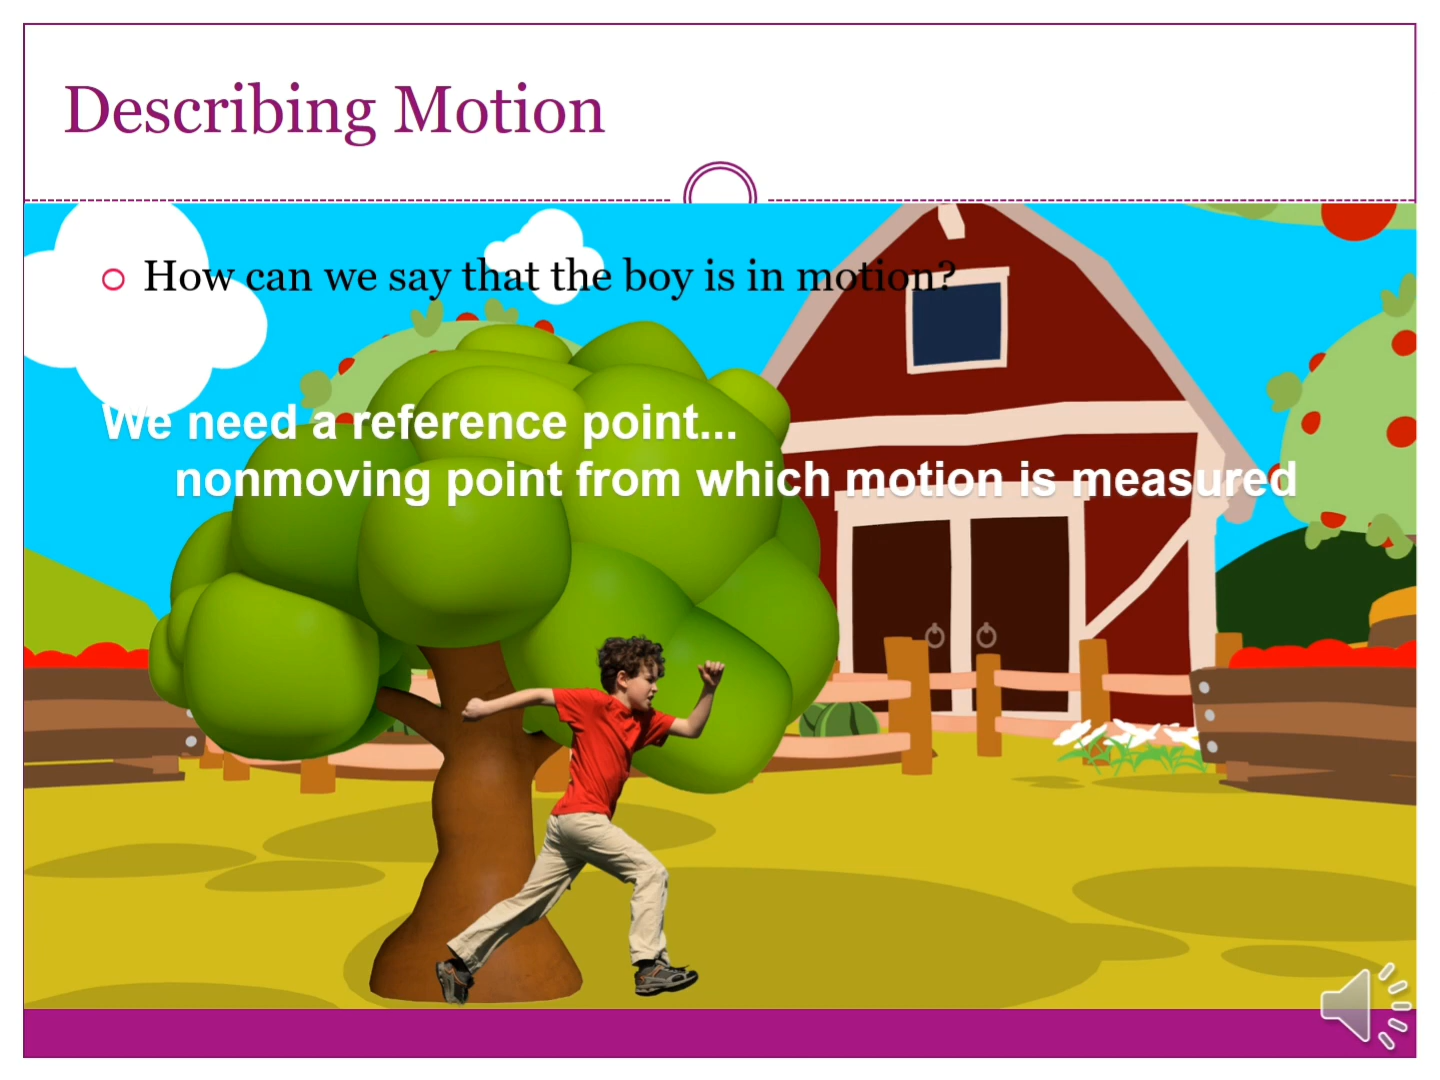 Describing Motion
How can we say that the boy is in motion?
We need a reference point...
nonmoving point from which motion is measured